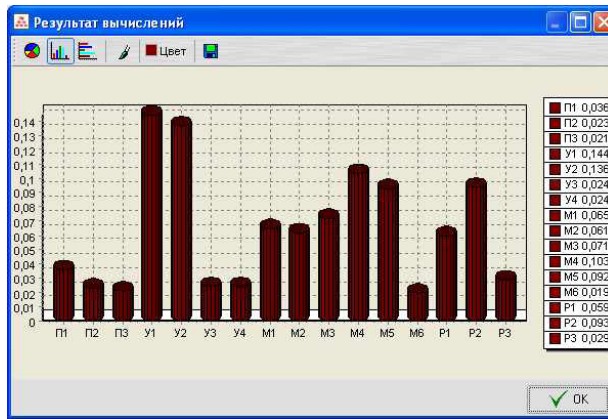 Результат вычислений
Цвет
0,14
0,13
0,12
0,11
0,1
0,09
0,08
0,07
0,06
0,05
0,04
0,03
0,02
0,01
0
П1 П2 П3 У1 У2 У3 У4 М1 М2 М3 М4 М5 М6 Р1 Р2 Р3
П1 0,036
П2 0,023
П3 0,021
У1 0,144
У2 0,136
У3 0,024
У4 0,024
М1 0,065
М2 0,061
М3 0,071
М4 0,103
М5 0,092
М6 0,019
Р1 0,059
Р2 0,093
Р3 0,029
OK